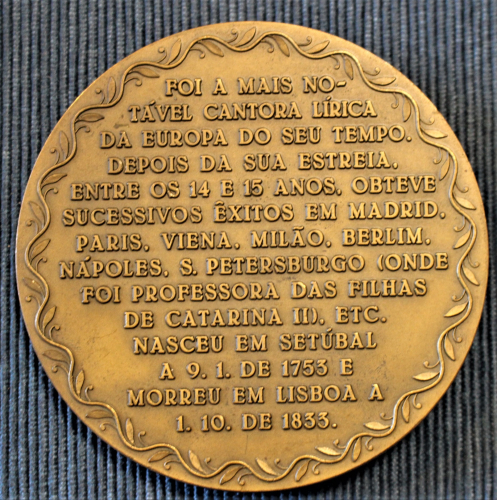 FOI A MAIS NO-
TÁVEL CANTORA LÍRICA
DA EUROPA DO SEU TEMPO.
DEPOIS DA SUA ESTREIA,
ENTRE OS 14 E 15 ANOS, OBTEVE
SUCESSIVOS ÊXITOS EM MADRID,
PARIS, VIENA, MILÃO, BERLIM,
NÁPOLES, S. PETERSBURGO (ONDE
FOI PROFESSORA DAS FILHAS
DE CATARINA II), ETC.
NASCEU EM SETÚBAL
A 9. 1. DE 1753 E
MORREU EM LISBOA A
1. 10. DE 1833.